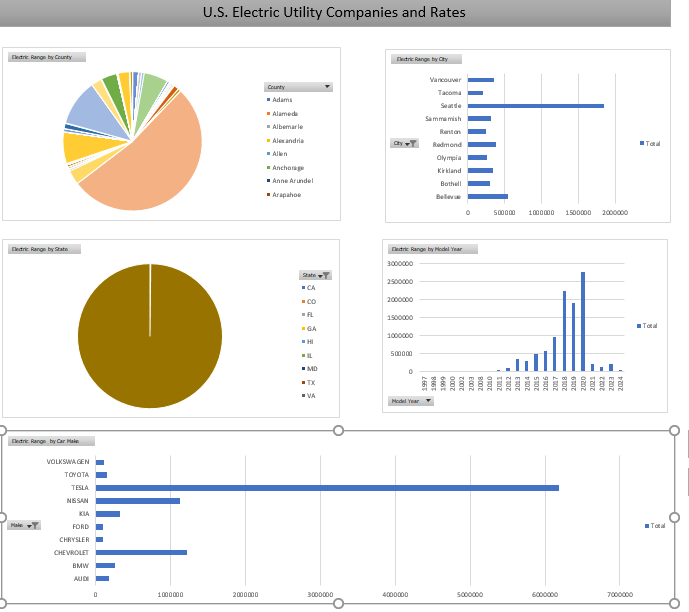 U.S. Electric Utility Companies and Rates
Electric Range by County
County
Adams
Alameda
Albemarle
Alexandria
Allen
Anchorage
Anne Arundel
Arapahoe
Electric Range by City
Vancouver
Tacoma
Seattle
Sammamish
Renton
Redmond
Olympia
Kirkland
Bothell
Bellevue
City
Total
0 500000 1000000 1500000 2000000
Electric Range by State
State
CA
CO
FL
GA
HI
IL
MD
TX
VA
Electric Range by Model Year
3000000
2500000
2000000
1500000
1000000
500000
0
1997 1998 1999 2000 2002 2003 2008 2010 2011 2012 2013 2014 2015 2016 2017 2018 2019 2020 2021 2022 2023 2024
Total
Model Year
Electric Range by Car Make
VOLKSWAGEN
TOYOTA
TESLA
NISSAN
KIA
FORD
CHRYSLER
CHEVROLET
BMW
AUDI
Make
Total
0 1000000 2000000 3000000 4000000 5000000 6000000 7000000